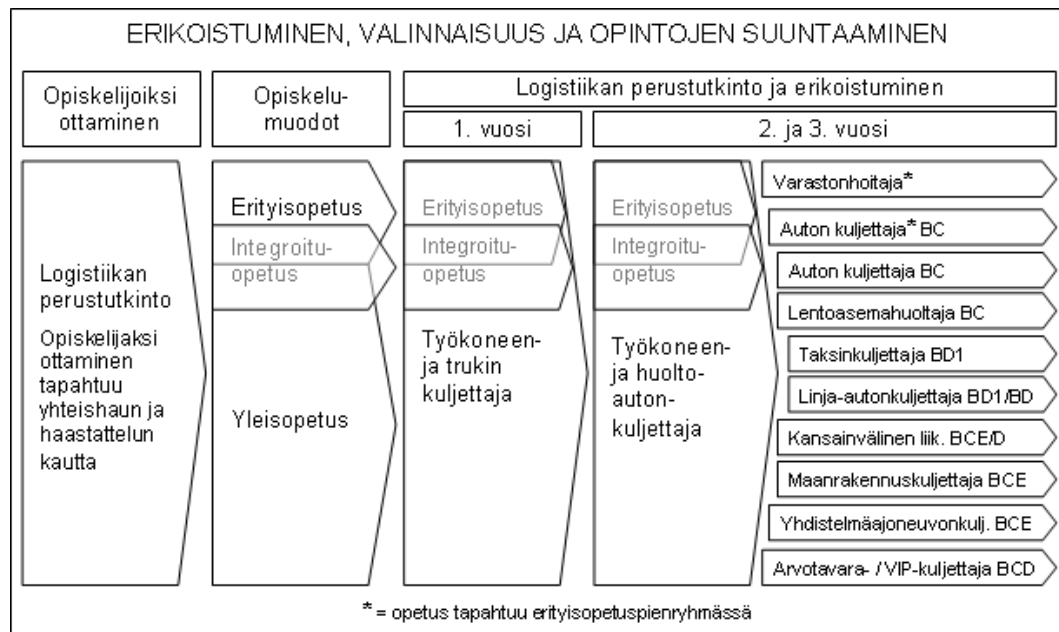 ERIKOISTUMINEN, VALINNAISUUS JA OPINTOJEN SUUNTAAMINEN
Opiskelijoiksi
ottaminen
Opiskelu-
muodot
Logistiikan perustutkinto ja erikoistuminen
1. vuosi
2. ja 3. vuosi
Logistiikan
perustutkinto
Opiskelijaksi
ottaminen
tapahtuu
yhteishaun ja
haastattelun
kautta
Erityisopetus
Integroitu-
opetus
Yleisopetus
Erityisopetus
Integroitu-
opetus
Työkoneen-
ja trukin
kuljettaja
Erityisopetus
Integroitu-
opetus
Työkoneen-
ja huolto-
auton-
kuljettaja
Varastonhoitaja*
Auton kuljettaja* BC
Auton kuljettaja BC
Lentoasemahuoltaja BC
Taksinkuljettaja BD1
Linja-autonkuljettaja BD1/BD
Kansainvälinen liik. BCE/D
Maanrakennuskuljettaja BCE
Yhdistelmäajoneuvonkulj. BCE
Arvotavara- / VIP-kuljettaja BCD
* = opetus tapahtuu erityisopetuspienryhmässä